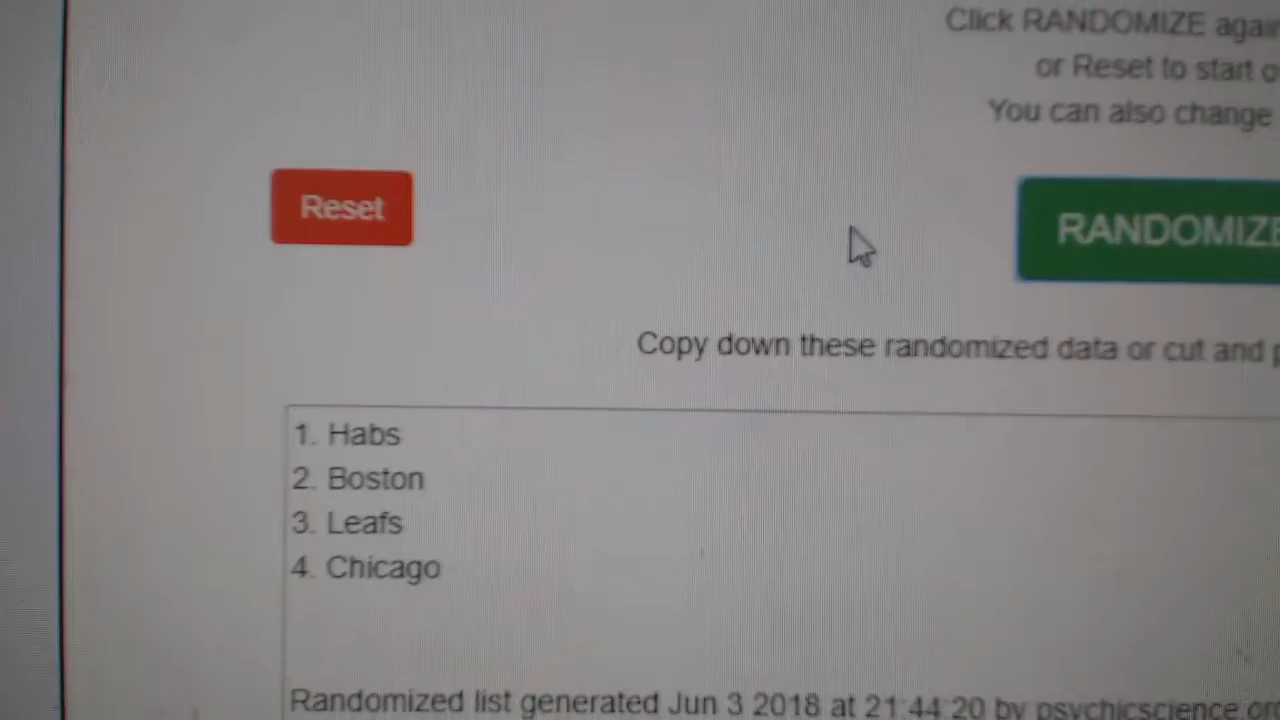 Click RANDOMIZE again
or Reset to start
You can also change
Reset
RANDOMIZE
Copy down these randomized data or cut and
1. Habs
2. Boston
3. Leafs
4. Chicago
Randomized list generated Jun 3 2018 at 21:44:20 by psychicscience.or